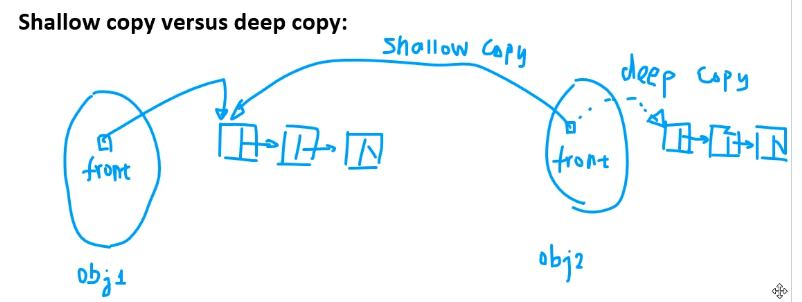 Shallow copy versus deep copy:
Shallow Copy
deep copy
front
front
obj1
obj2